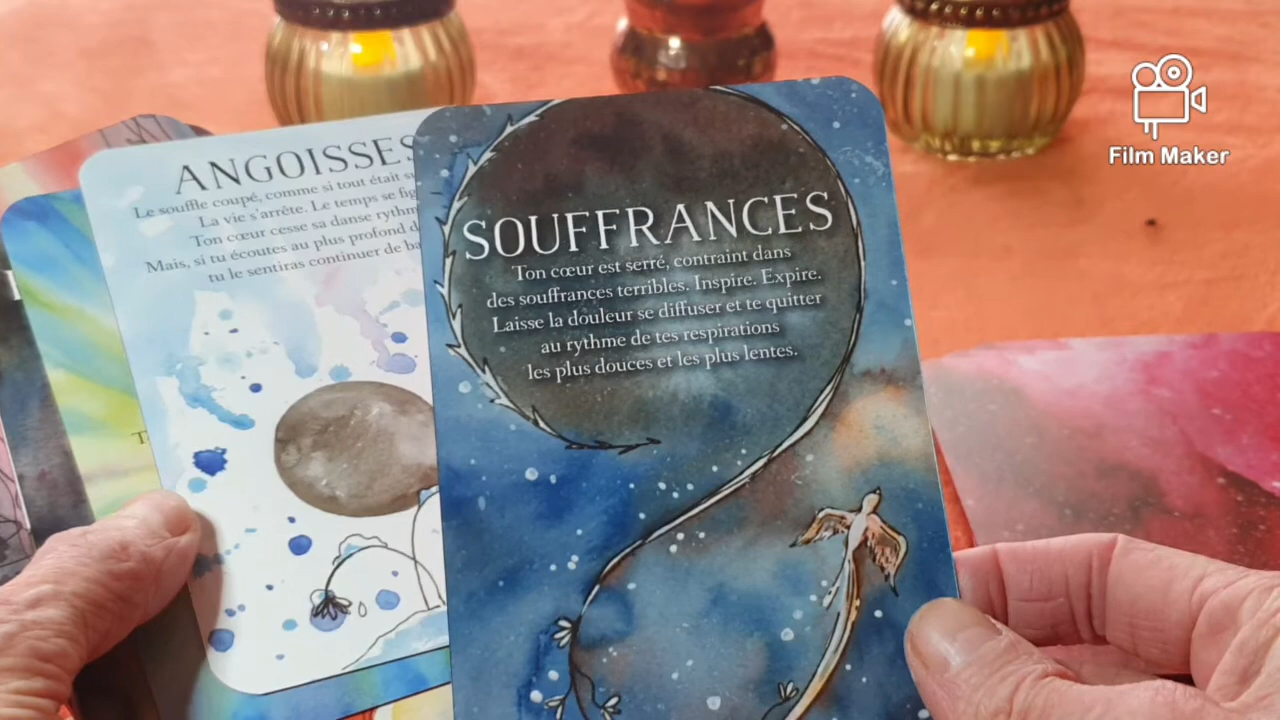 Film Maker
ANGOISSES
Le souffle coupé, comme si tout était
La vie s'arrête. Le temps se
Ton cœur cesse sa danse
Mais, si tu écoutes au plus profond
tu le sentiras continuer de
SOUFFRANCES
Ton cœur est serré, contraint dans
des souffrances terribles. Inspire. Expire.
Laisse la douleur se diffuser et te quitter
au rythme de tes respirations
les plus douces et les plus lentes.